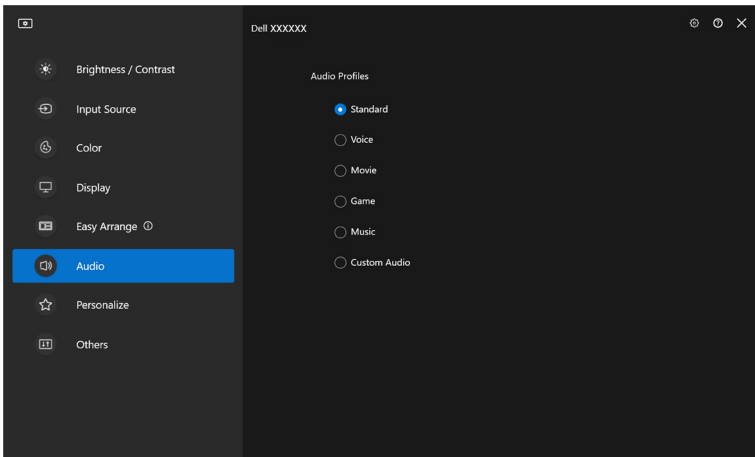 Dell XXXXXX
Brightness / Contrast
Input Source
Color
Display
Easy Arrange
Audio
Personalize
Others
Audio Profiles
Standard
Voice
Movie
Game
Music
Custom Audio